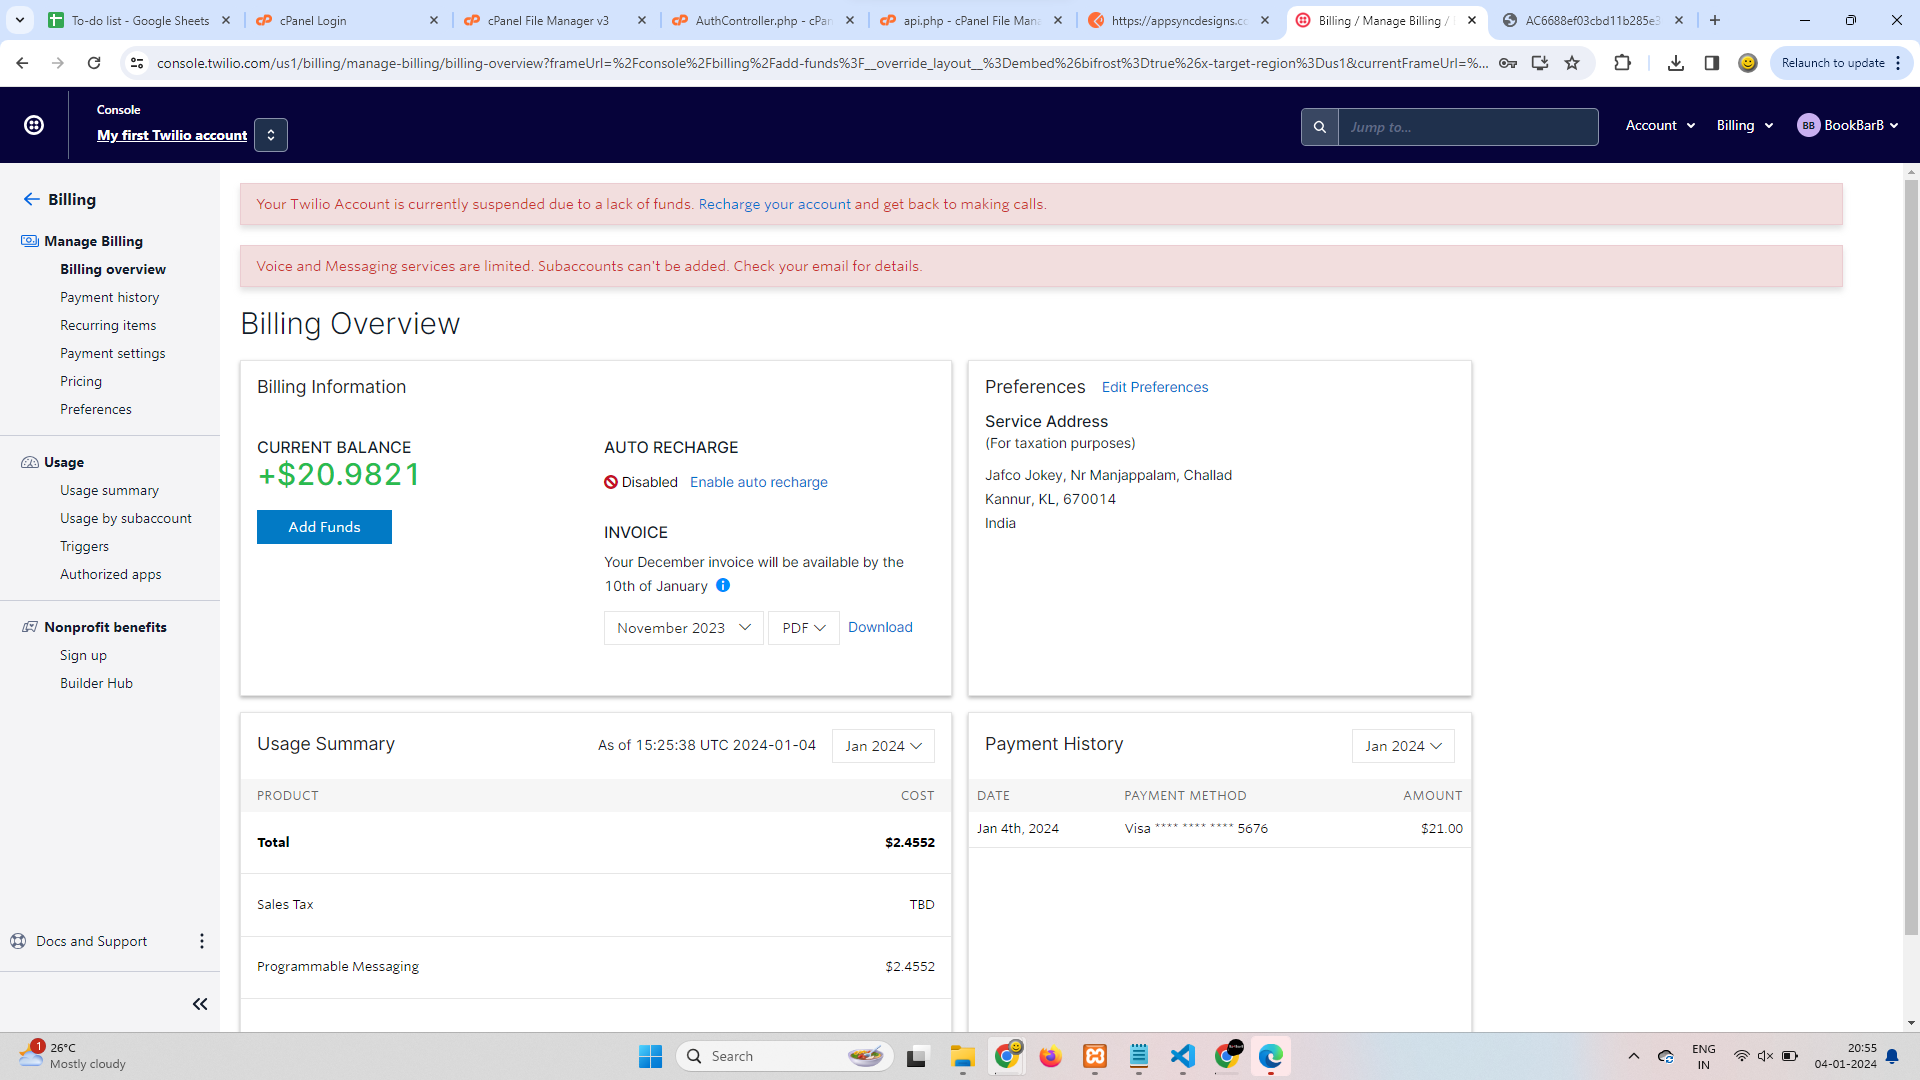 To-do list - Google Sheets
cPanel Login
cPanel File Manager v3
AuthController.php - cPan
api.php - cPanel File Mana
https://appsyncdesigns.co
Billing / Manage Billing /
AC6688ef03cbd11b285e3
console.twilio.com/us1/billing/manage-billing/billing-overview?frameUrl=%2Fconsole%2Fbilling%2Fadd-funds%3F__override_layout__%3Dembed%26bifrost%3Dtrue%26x-target-region%3Dus1&currentFrameUrl=%...
Relaunch to update
Console
My first Twilio account
Jump to...
Account
Billing
BB
BookBarB
Billing
Manage Billing
Billing overview
Payment history
Recurring items
Payment settings
Pricing
Preferences
Usage
Usage summary
Usage by subaccount
Triggers
Authorized apps
Nonprofit benefits
Sign up
Builder Hub
Docs and Support
Your Twilio Account is currently suspended due to a lack of funds. Recharge your account and get back to making calls.
Voice and Messaging services are limited. Subaccounts can't be added. Check your email for details.
Billing Overview
Billing Information
CURRENT BALANCE
+$20.9821
Add Funds
AUTO RECHARGE
Disabled Enable auto recharge
INVOICE
Your December invoice will be available by the
10th of January
November 2023
PDF
Download
Preferences Edit Preferences
Service Address
(For taxation purposes)
Jafco Jokey, Nr Manjappalam, Challad
Kannur, KL, 670014
India
Usage Summary
As of 15:25:38 UTC 2024-01-04
Jan 2024
PRODUCT COST
Total $2.4552
Sales Tax TBD
Programmable Messaging $2.4552
Payment History
Jan 2024
DATE PAYMENT METHOD AMOUNT
Jan 4th, 2024 Visa **** **** **** 5676 $21.00
1
26°C
Mostly cloudy
Search
ENG
IN
20:55
04-01-2024